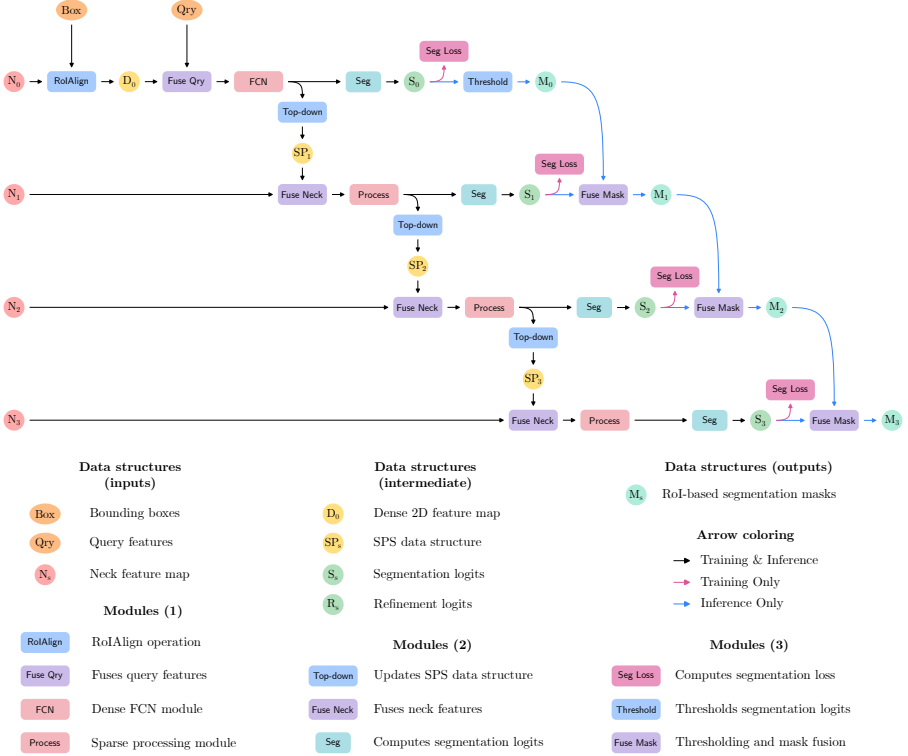 Box
Qry
Seg Loss
N₀
RoIAlign
D₀
Fuse Qry
FCN
Seg
S₀
Threshold
M₀
Top-down
SP₁
Seg Loss
N₁
Fuse Neck
Process
Seg
S₁
Fuse Mask
M₁
Top-down
SP₂
Seg Loss
N₂
Fuse Neck
Process
Seg
S₂
Fuse Mask
M₂
Top-down
SP₃
Seg Loss
N₃
Fuse Neck
Process
Seg
S₃
Fuse Mask
M₃
Data structures
(inputs)
Box Bounding boxes
Qry Query features
Nₛ Neck feature map
Modules (1)
RoIAlign RoIAlign operation
Fuse Qry Fuses query features
FCN Dense FCN module
Process Sparse processing module
Data structures
(intermediate)
D₀ Dense 2D feature map
SPₛ SPS data structure
Sₛ Segmentation logits
Rₛ Refinement logits
Modules (2)
Top-down Updates SPS data structure
Fuse Neck Fuses neck features
Seg Computes segmentation logits
Data structures (outputs)
Mₛ RoI-based segmentation masks
Arrow coloring
Training & Inference
Training Only
Inference Only
Modules (3)
Seg Loss Computes segmentation loss
Threshold Thresholds segmentation logits
Fuse Mask Thresholding and mask fusion